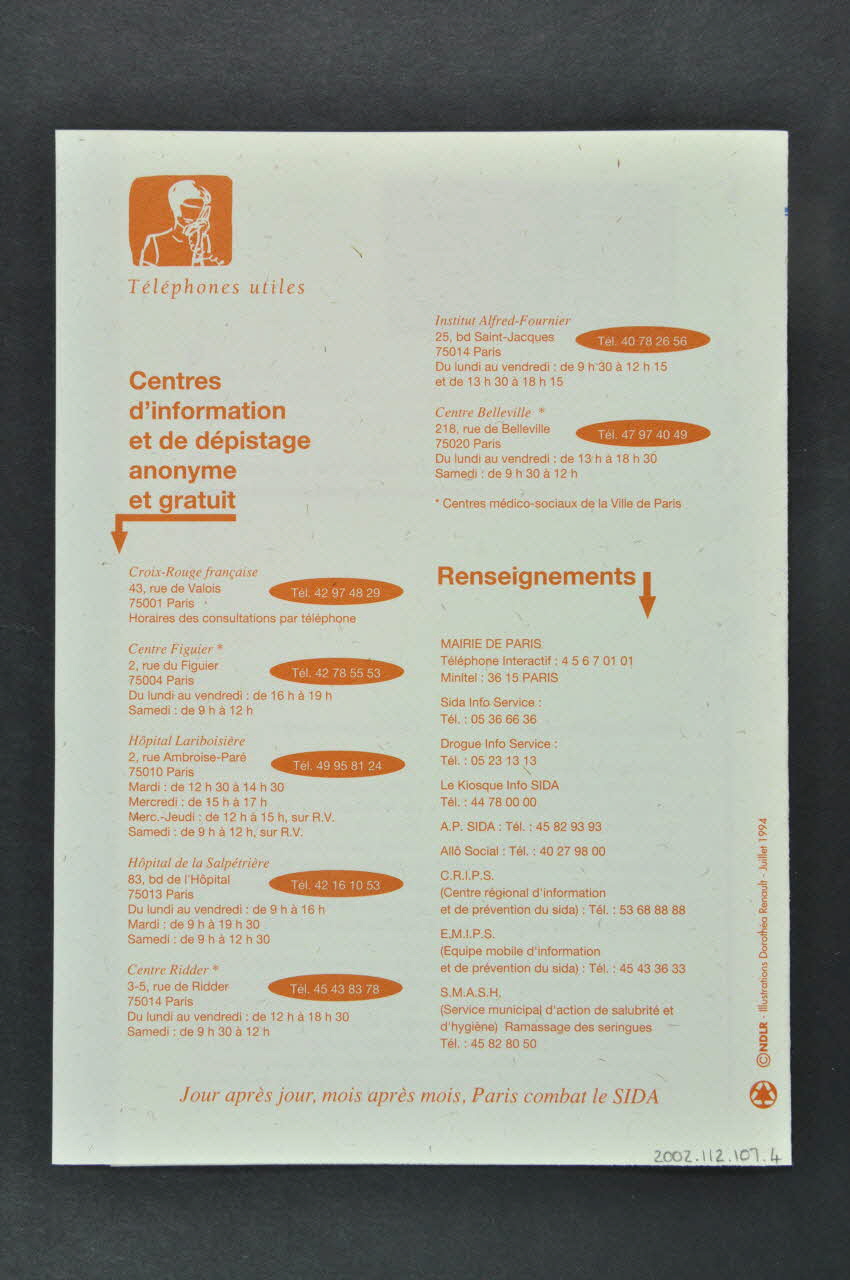 Téléphones utiles
Centres
d'information
et de dépistage
anonyme
et gratuit
Croix-Rouge française
43, rue de Valois
75001 Paris
Tél. 42 97 48 29
Horaires des consultations par téléphone
Centre Figuier *
2, rue du Figuier
75004 Paris
Tél. 42 78 55 53
Du lundi au vendredi : de 16 h à 19 h
Samedi : de 9 h à 12 h
Hôpital Lariboisière
2, rue Ambroise-Paré
75010 Paris
Tél. 49 95 81 24
Mardi : de 12 h 30 à 14 h 30
Mercredi : de 15 h à 17 h
Merc.-Jeudi : de 12 h à 15 h, sur R.V.
Samedi : de 9 h à 12 h, sur R.V.
Hôpital de la Salpétrière
83, bd de l'Hôpital
75013 Paris
Tél. 42 16 10 53
Du lundi au vendredi : de 9 h à 16 h
Mardi : de 9 h à 19 h 30
Samedi : de 9 h à 12 h 30
Centre Ridder *
3-5, rue de Ridder
75014 Paris
Tél. 45 43 83 78
Du lundi au vendredi : de 12 h à 18 h 30
Samedi : de 9 h 30 à 12 h
Institut Alfred-Fournier
25, bd Saint-Jacques
75014 Paris
Tél. 40 78 26 56
Du lundi au vendredi : de 9 h 30 à 12 h 15
et de 13 h 30 à 18 h 15
Centre Belleville *
218, rue de Belleville
75020 Paris
Tél. 47 97 40 49
Du lundi au vendredi : de 13 h à 18 h 30
Samedi : de 9 h 30 à 12 h
* Centres médico-sociaux de la Ville de Paris
Renseignements
MAIRIE DE PARIS
Téléphone Interactif : 4 5 6 7 01 01
Minitel : 36 15 PARIS
Sida Info Service :
Tél. : 05 36 66 36
Drogue Info Service :
Tél. : 05 23 13 13
Le Kiosque Info SIDA
Tél. : 44 78 00 00
A.P. SIDA : Tél. : 45 82 93 93
Allô Social : Tél. : 40 27 98 00
C.R.I.P.S.
(Centre régional d'information
et de prévention du sida) : Tél. : 53 68 88 88
E.M.I.P.S.
(Equipe mobile d'information
et de prévention du sida) : Tél. : 45 43 36 33
S.M.A.S.H.
(Service municipal d'action de salubrité et
d'hygiène) Ramassage des seringues
Tél. : 45 82 80 50
Jour après jour, mois après mois, Paris combat le SIDA
©NDLR - Illustrations Dorothéa Renault - Juillet 1994
2002.112.107.4